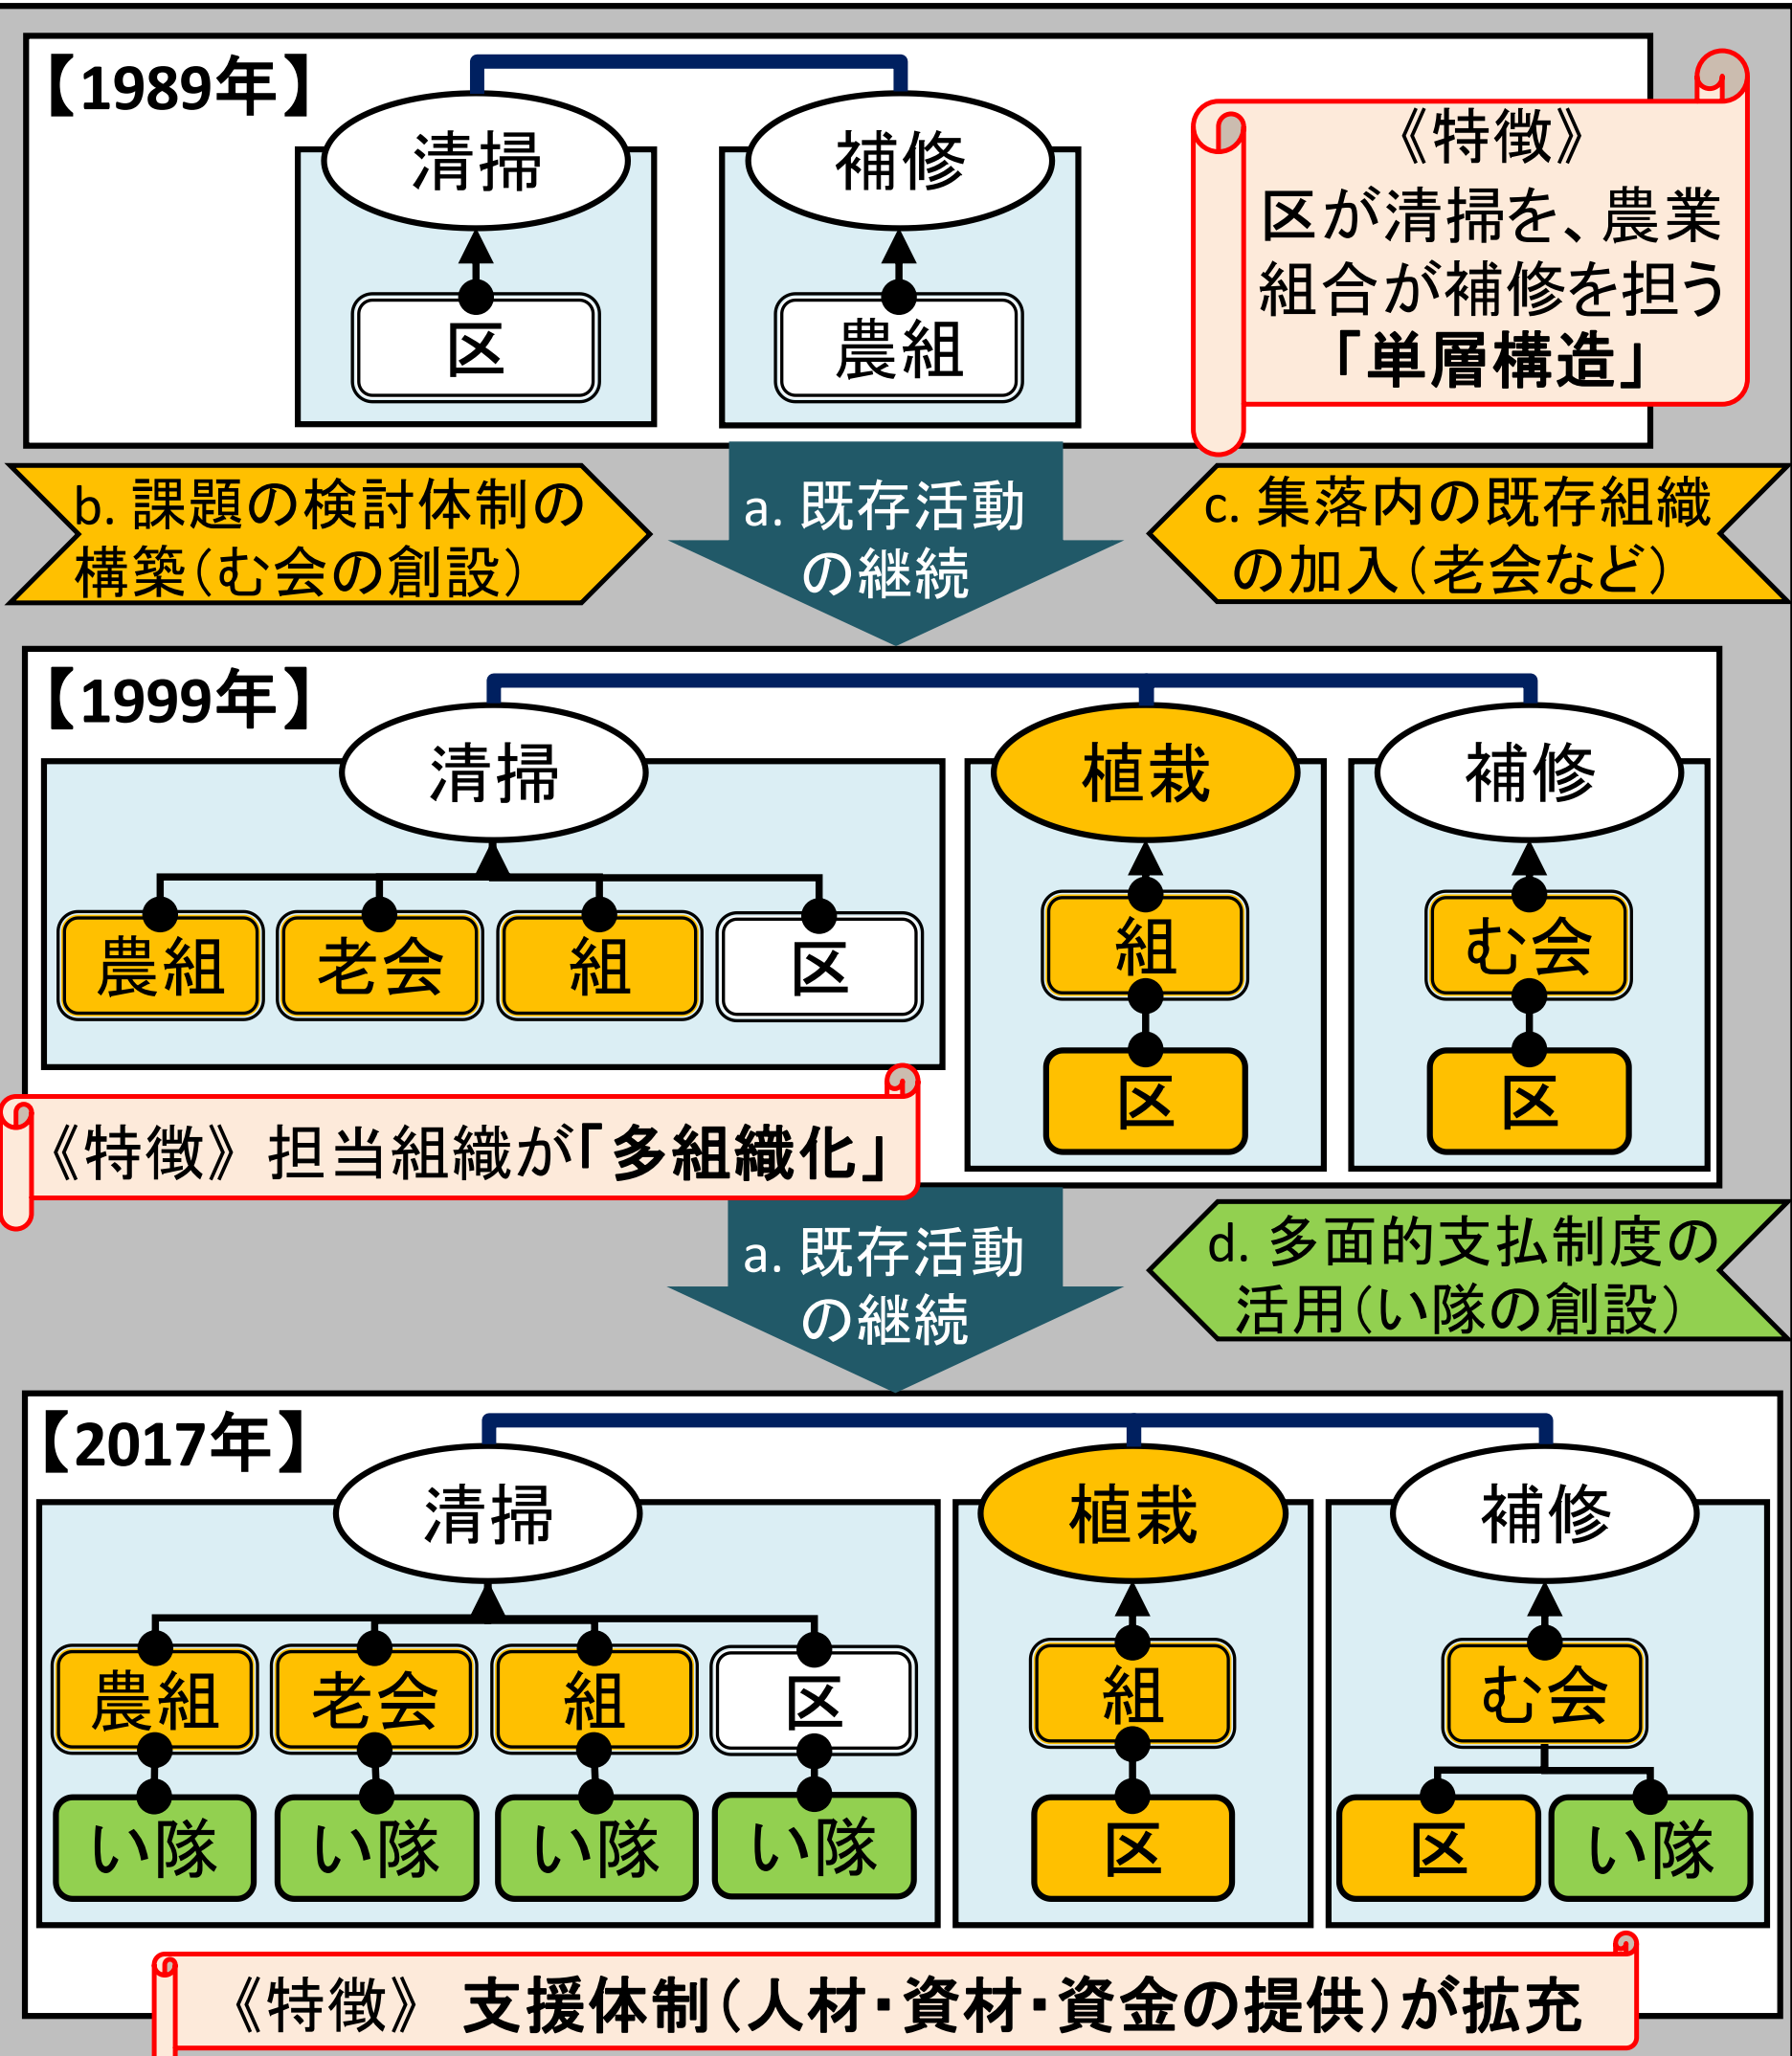 【1989年】
清掃
補修
区
農組
《特徴》
区が清掃を、農業
組合が補修を担う
「単層構造」
b. 課題の検討体制の
構築(む会の創設)
a. 既存活動
の継続
c. 集落内の既存組織
の加入(老会など)
【1999年】
清掃
植栽
補修
農組
老会
組
区
組
む会
区
区
《特徴》担当組織が「多組織化」
a. 既存活動
の継続
d. 多面的支払制度の
活用(い隊の創設)
【2017年】
清掃
植栽
補修
農組
老会
組
区
組
む会
い隊
い隊
い隊
い隊
区
区
い隊
《特徴》支援体制(人材・資材・資金の提供)が拡充